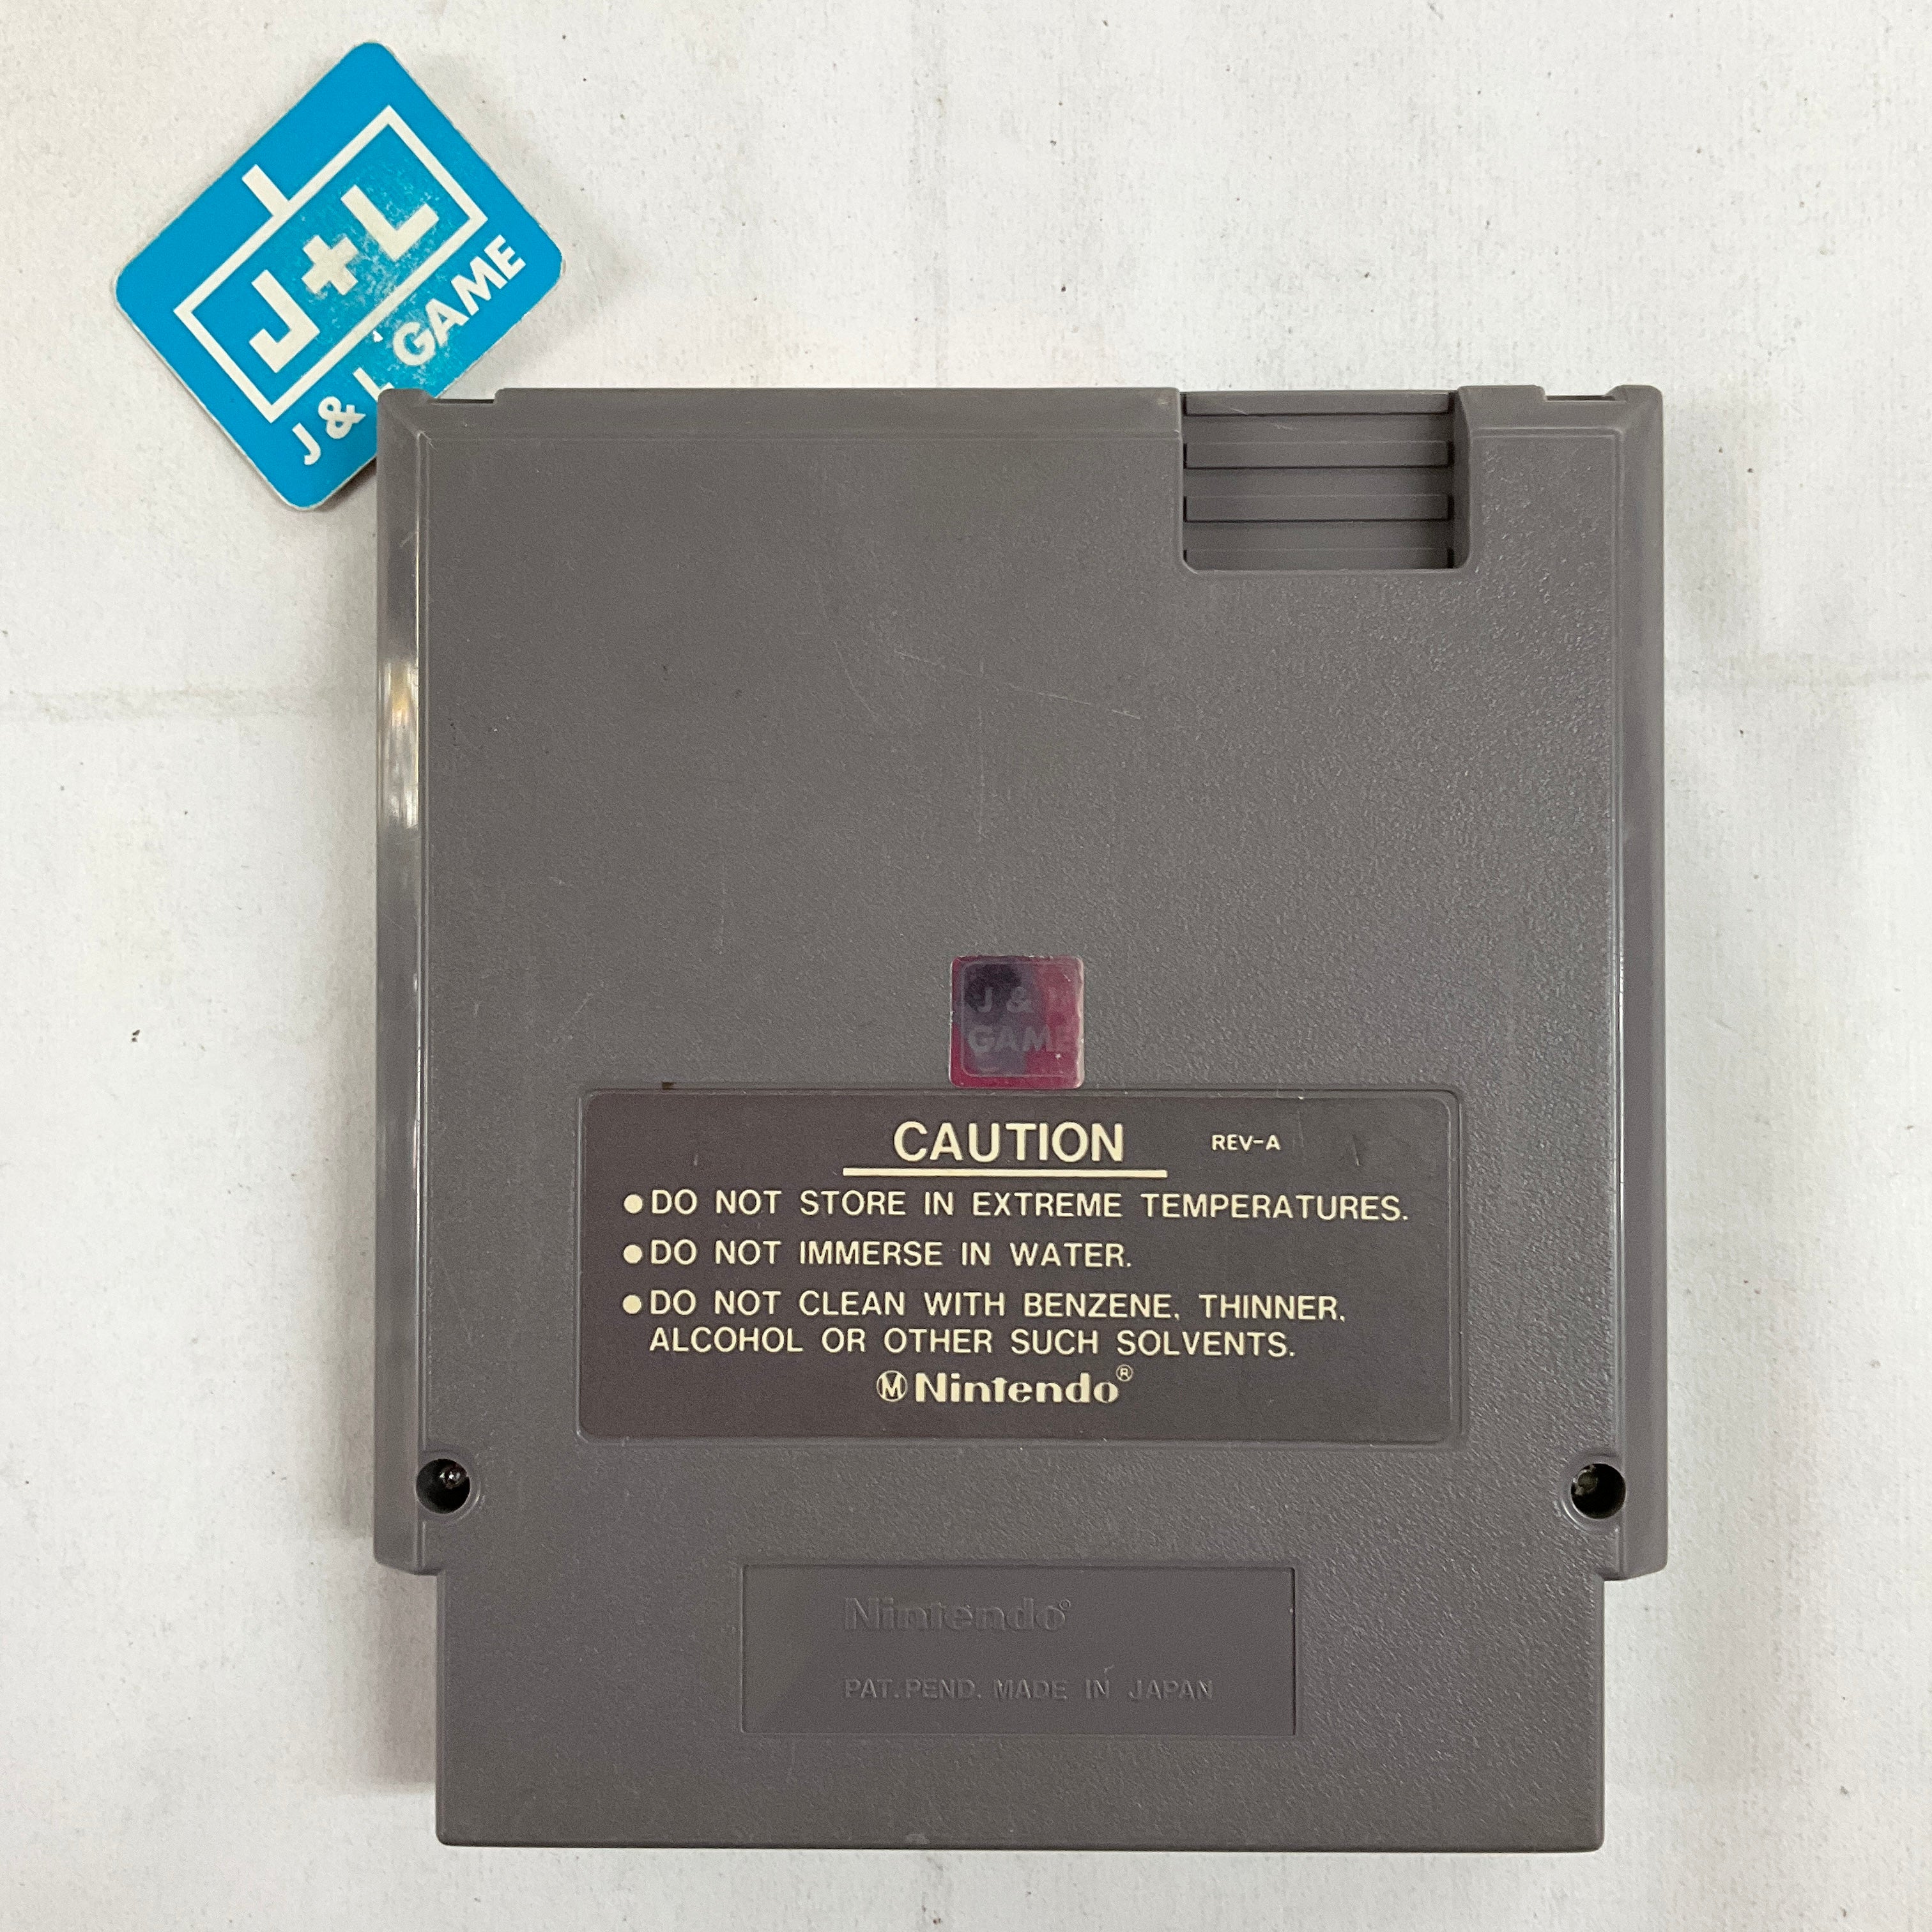 J+L
J & L GAME
J & L
GAME
CAUTION REV-A
●DO NOT STORE IN EXTREME TEMPERATURES.
●DO NOT IMMERSE IN WATER.
●DO NOT CLEAN WITH BENZENE, THINNER,
ALCOHOL OR OTHER SUCH SOLVENTS.
Ⓜ Nintendo®
Nintendo®
PAT. PEND. MADE IN JAPAN